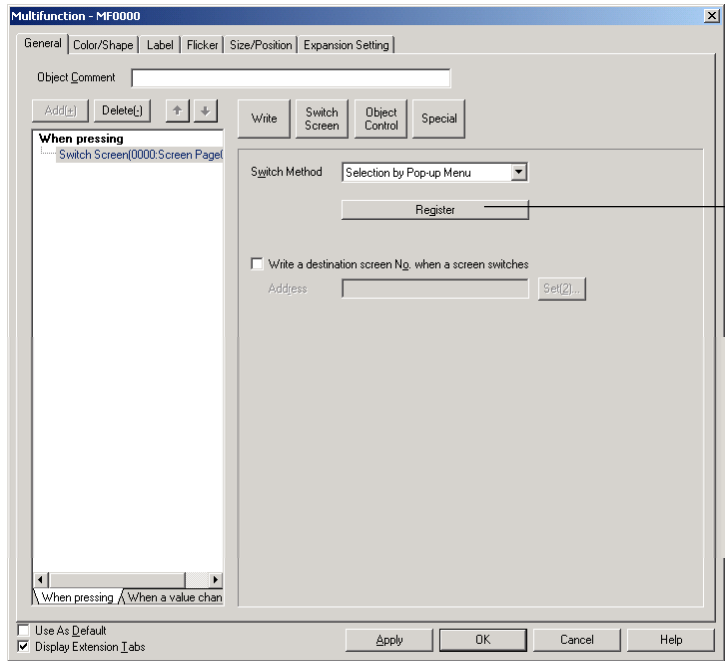 Multifunction - MF0000
General Color/Shape Label Flicker Size/Position Expansion Setting
Object Comment
Add(+) Delete(-)
Write Switch Screen Object Control Special
When pressing
Switch Screen(0000:Screen Page(
Switch Method Selection by Pop-up Menu
Register
Write a destination screen No. when a screen switches
Address Set(2)...
When pressing When a value chan
Use As Default
Display Extension Tabs
Apply OK Cancel Help